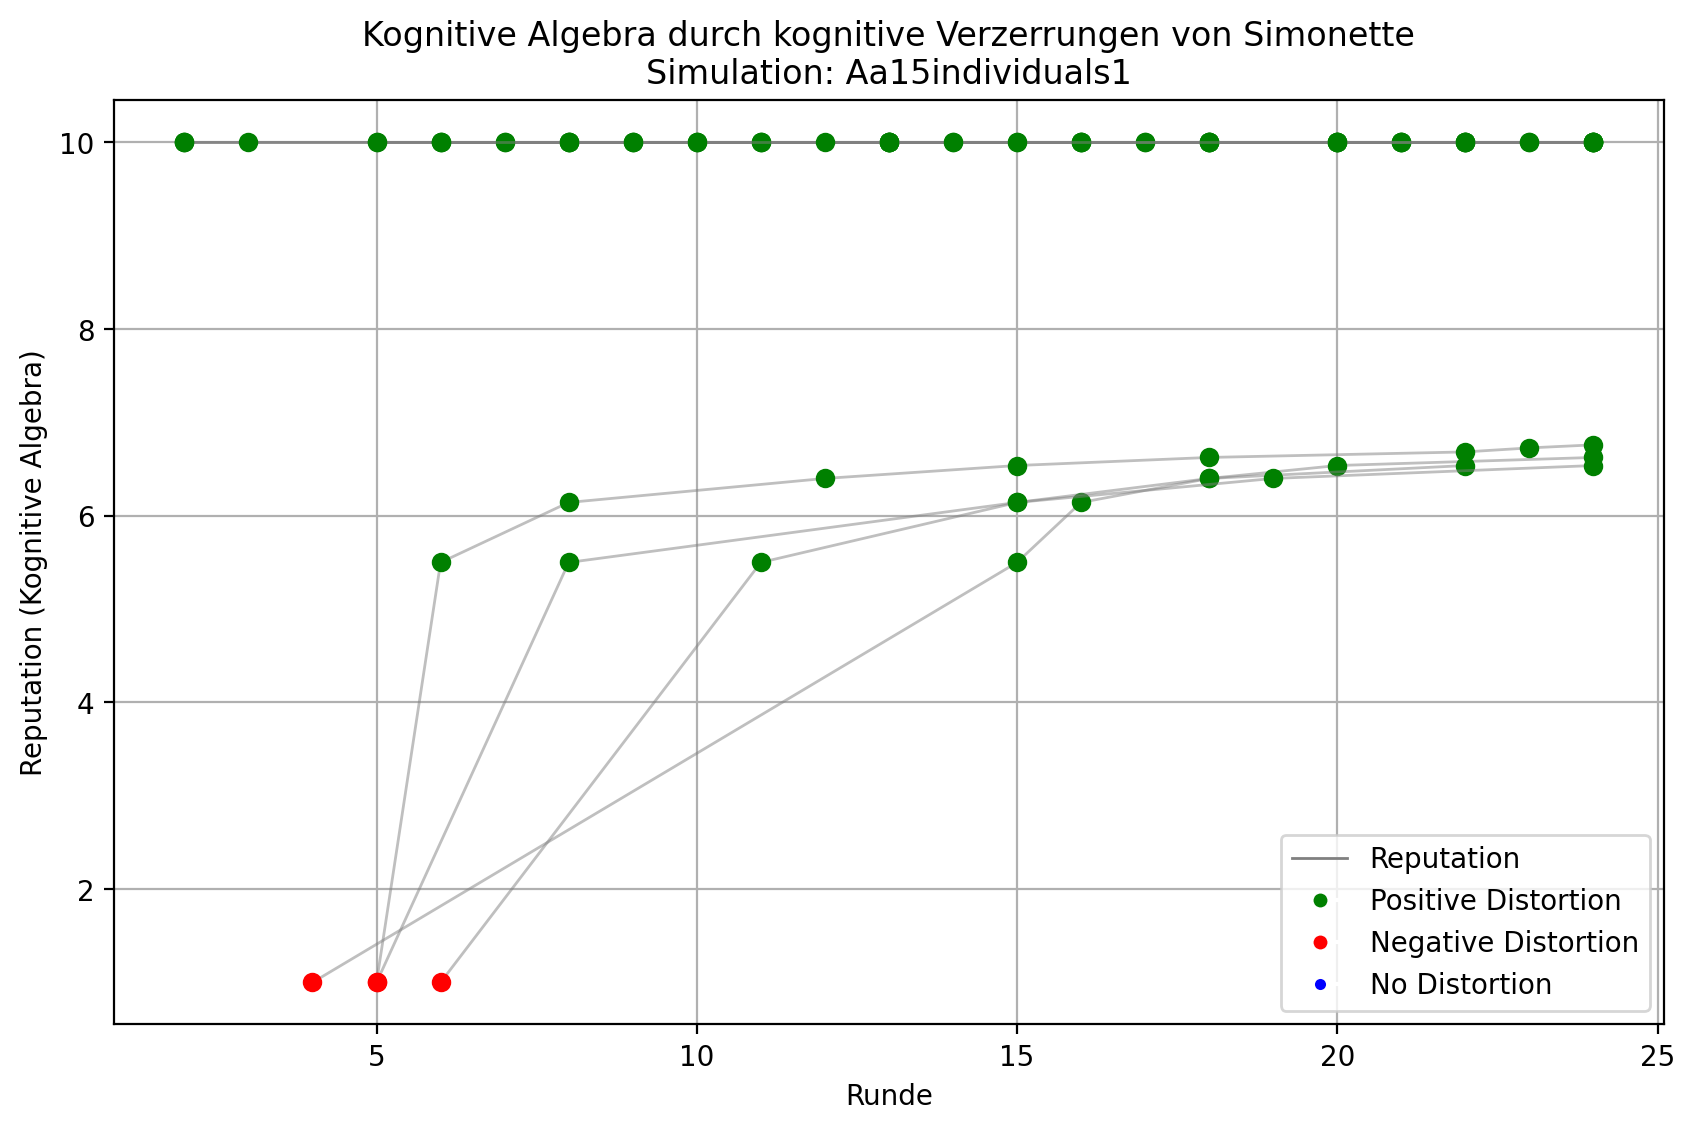 Kognitive Algebra durch kognitive Verzerrungen von Simonette
Simulation: Aa15individuals1
Reputation (Kognitive Algebra)
10
8
6
4
2
5
10
15
20
25
Runde
Reputation
Positive Distortion
Negative Distortion
No Distortion